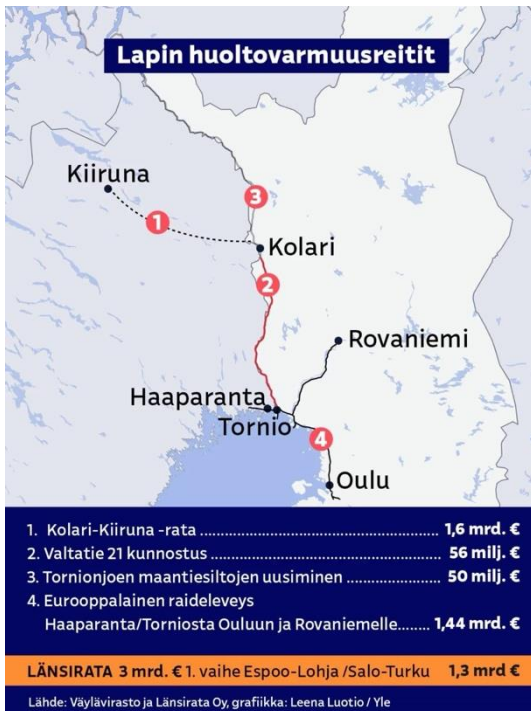 Lapin huoltovarmuusreitit
Kiiruna
1
3
Kolari
2
Rovaniemi
Haaparanta
Tornio
4
Oulu
1. Kolari-Kiiruna -rata ........................................ 1,6 mrd. €
2. Valtatie 21 kunnostus ....................................... 56 milj. €
3. Tornionjoen maantiesiltojen uusiminen ................. 50 milj. €
4. Eurooppalainen raideleveys
Haaparanta/Torniosta Ouluun ja Rovaniemelle....... 1,44 mrd. €
LÄNSIRATA 3 mrd. € 1. vaihe Espoo-Lohja /Salo-Turku 1,3 mrd €
Lähde: Väylävirasto ja Länsirata Oy, grafiikka: Leena Luotio / Yle